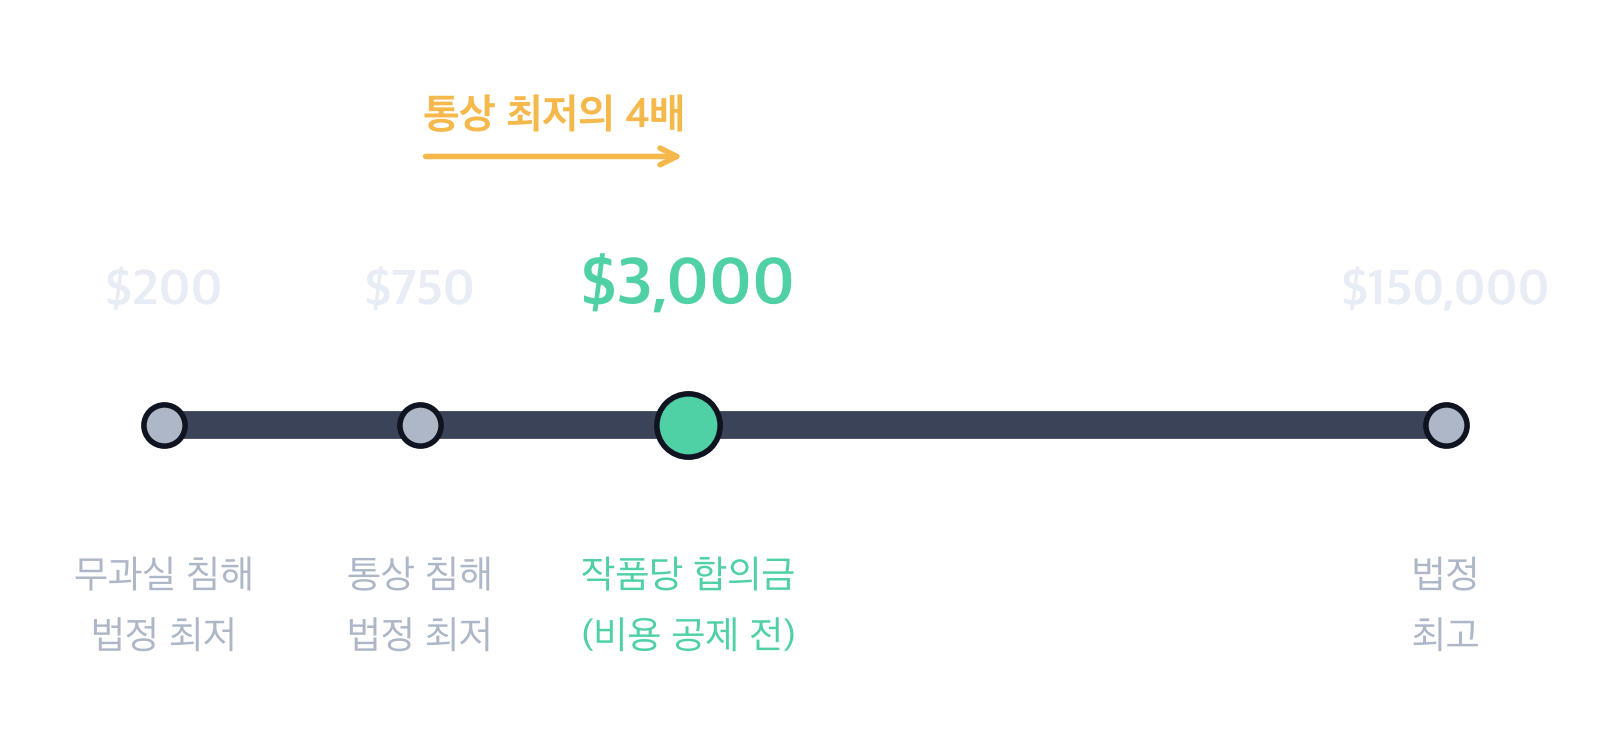 통상 최저의 4배
$200
$750
$3,000
$150,000
무과실 침해
법정 최저
통상 침해
법정 최저
작품당 합의금
(비용 공제 전)
법정
최고